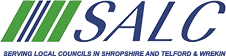 SALC
SERVING LOCAL COUNCILS IN SHROPSHIRE AND TELFORD & WREKIN